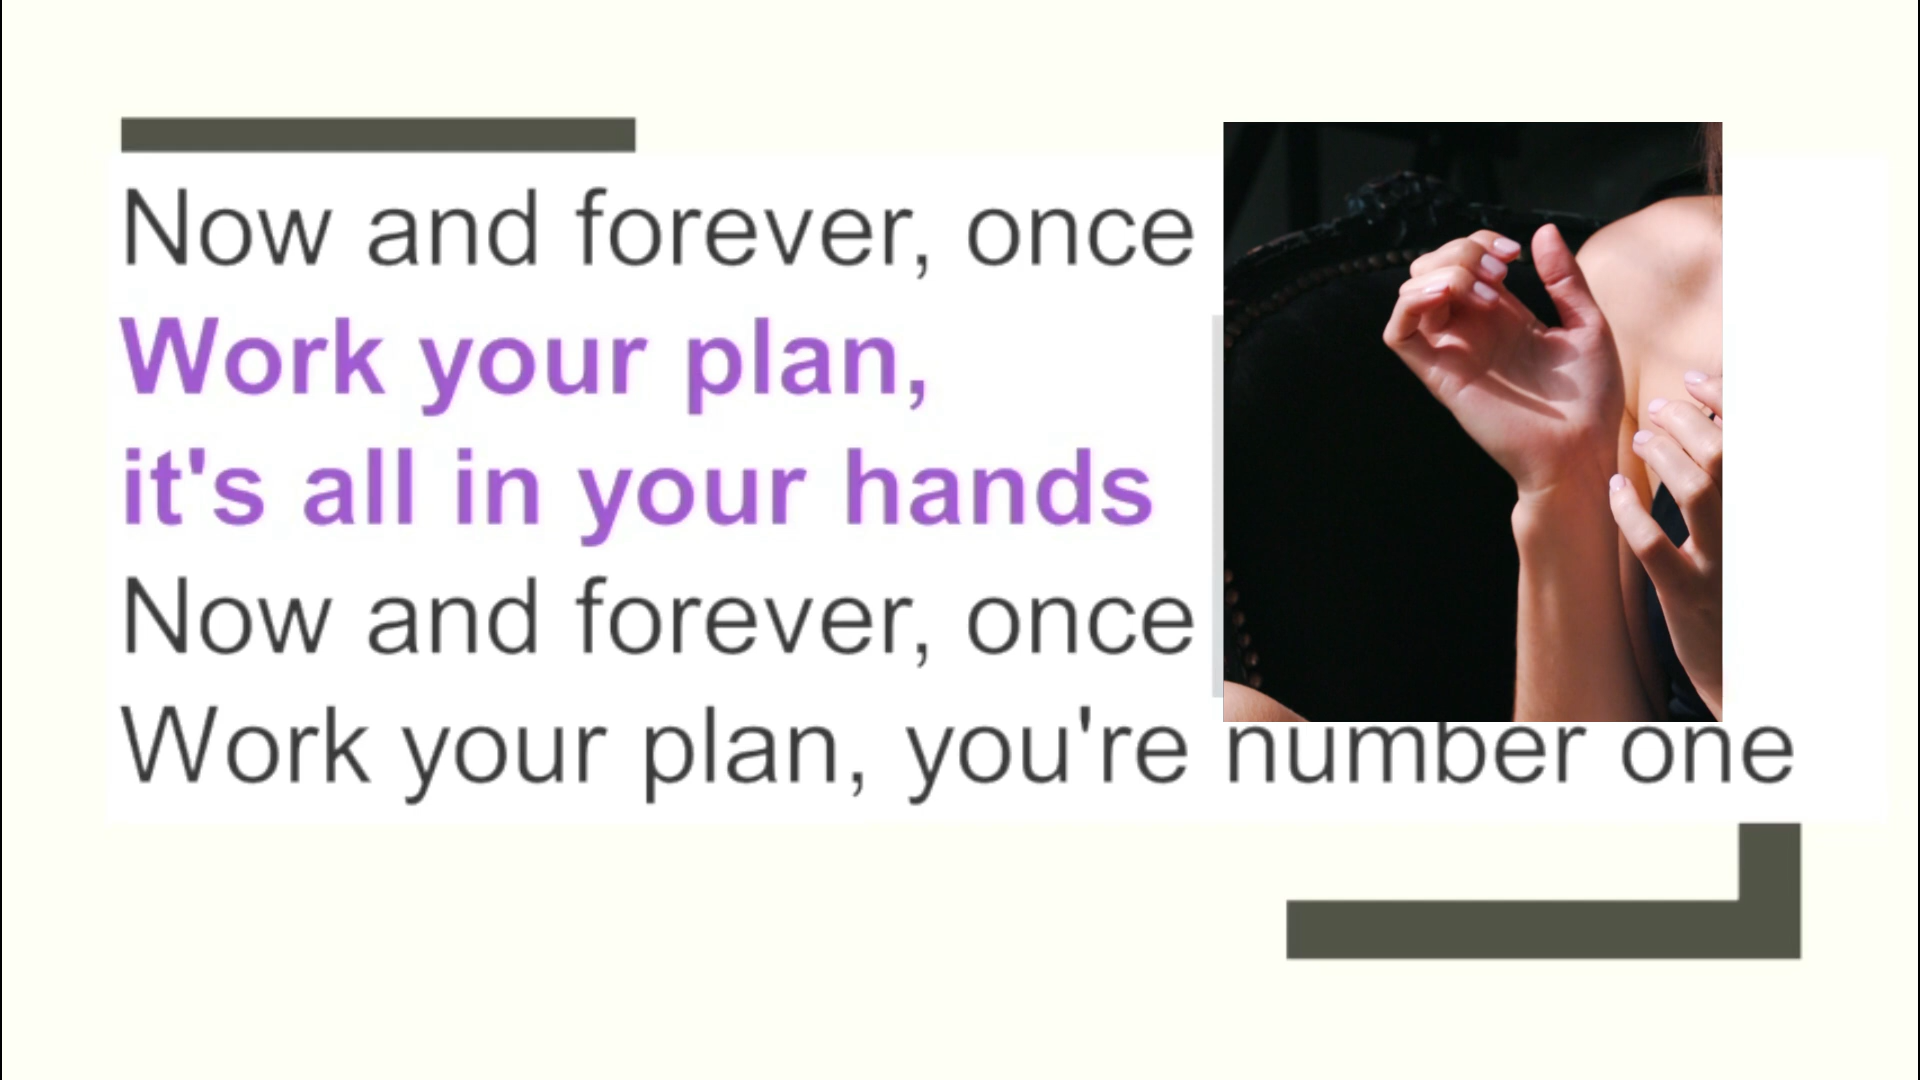 Now and forever, once
Work your plan,
it's all in your hands
Now and forever, once
Work your plan, you're number one